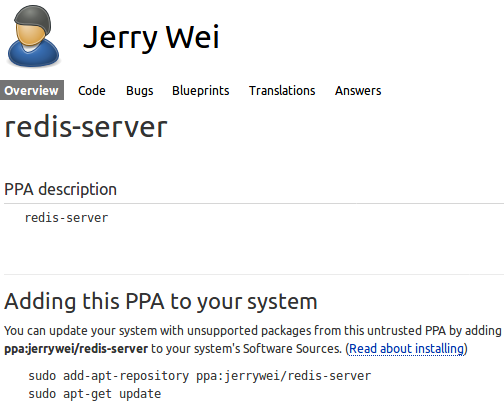 Jerry Wei
Overview Code Bugs Blueprints Translations Answers
redis-server
PPA description
redis-server
Adding this PPA to your system
You can update your system with unsupported packages from this untrusted PPA by adding
ppa:jerrywei/redis-server to your system's Software Sources. (Read about installing)
sudo add-apt-repository ppa:jerrywei/redis-server
sudo apt-get update